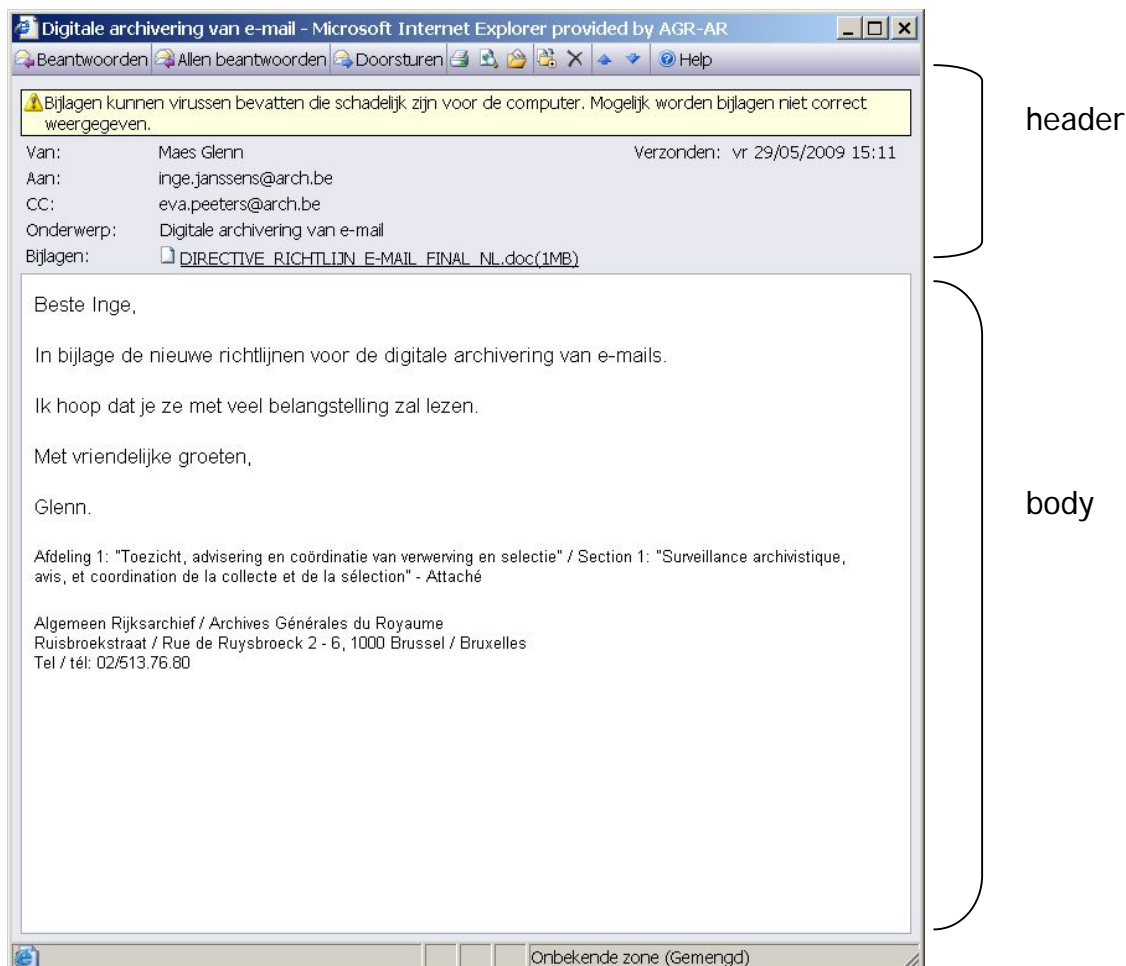 Digitale archivering van e-mail - Microsoft Internet Explorer provided by AGR-AR
Beantwoorden Allen beantwoorden Doorsturen Help
Bijlagen kunnen virussen bevatten die schadelijk zijn voor de computer. Mogelijk worden bijlagen niet correct
weergegeven.
header
Van: Maes Glenn Verzonden: vr 29/05/2009 15:11
Aan: inge.janssens@arch.be
CC: eva.peeters@arch.be
Onderwerp: Digitale archivering van e-mail
Bijlagen: DIRECTIVE_RICHTLIJN_E-MAIL_FINAL_NL.doc(1MB)
Beste Inge,
In bijlage de nieuwe richtlijnen voor de digitale archivering van e-mails.
Ik hoop dat je ze met veel belangstelling zal lezen.
Met vriendelijke groeten,
Glenn.
body
Afdeling 1: "Toezicht, advisering en coördinatie van verwerving en selectie" / Section 1: "Surveillance archivistique,
avis, et coordination de la collecte et de la sélection" - Attaché
Algemeen Rijksarchief / Archives Générales du Royaume
Ruisbroekstraat / Rue de Ruysbroeck 2 - 6, 1000 Brussel / Bruxelles
Tel / tél: 02/513.76.80
Onbekende zone (Gemengd)